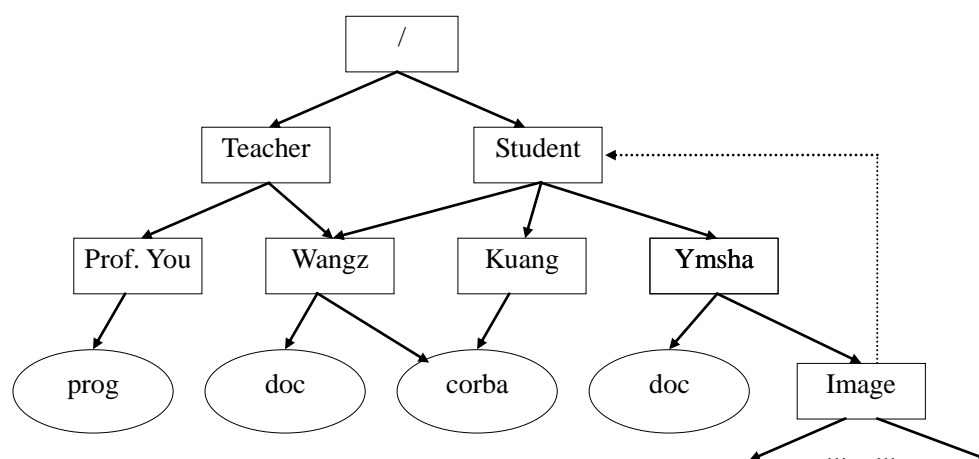 /
Teacher Student
Prof. You Wangz Kuang Ymsha
prog doc corba doc Image
... ...